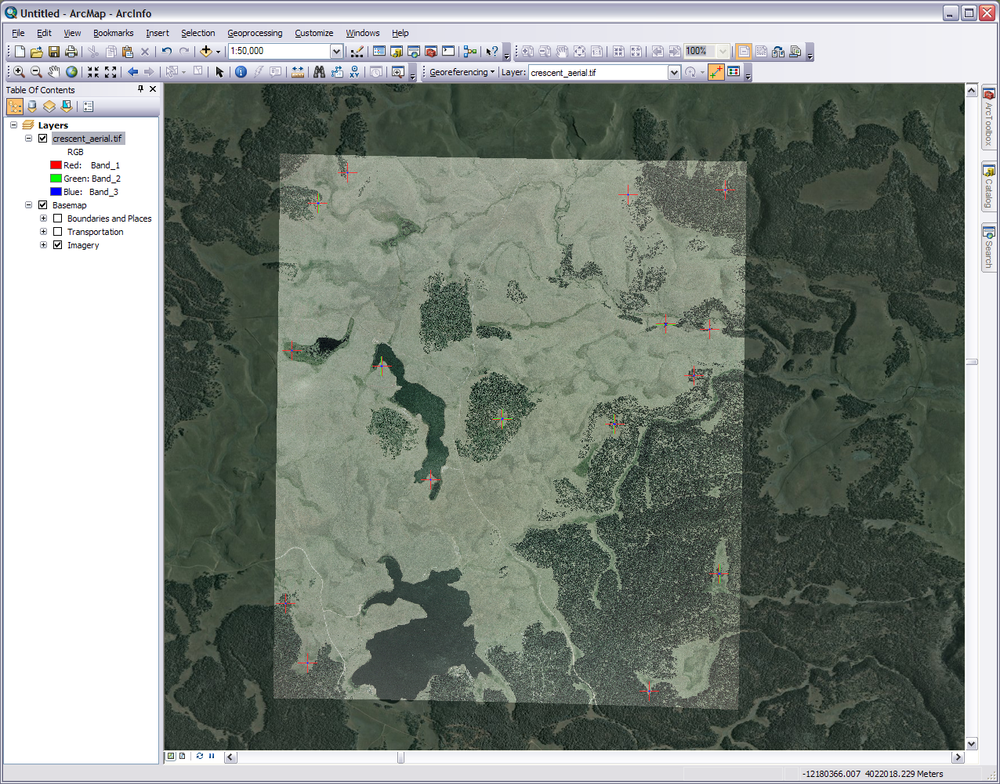 Untitled - ArcMap - ArcInfo
File Edit View Bookmarks Insert Selection Geoprocessing Customize Windows Help
1:50,000
100%
Georeferencing Layer: crescent_aerial.tif
Table Of Contents
Layers
crescent_aerial.tif
RGB
Red: Band_1
Green: Band_2
Blue: Band_3
Basemap
Boundaries and Places
Transportation
Imagery
ArcToolbox
Catalog
Search
-12180366.007 4022018.229 Meters